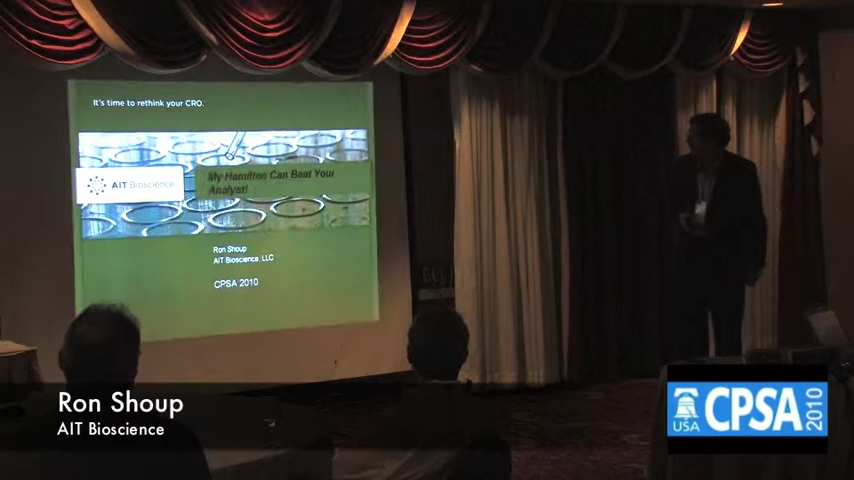 It's time to rethink your CRO.
My Hamilton Can Beat Your
Analyst!
AIT Bioscience
Ron Shoup
AIT Bioscience, LLC
CPSA 2010
Ron Shoup
AIT Bioscience
USA
CPSA
2010